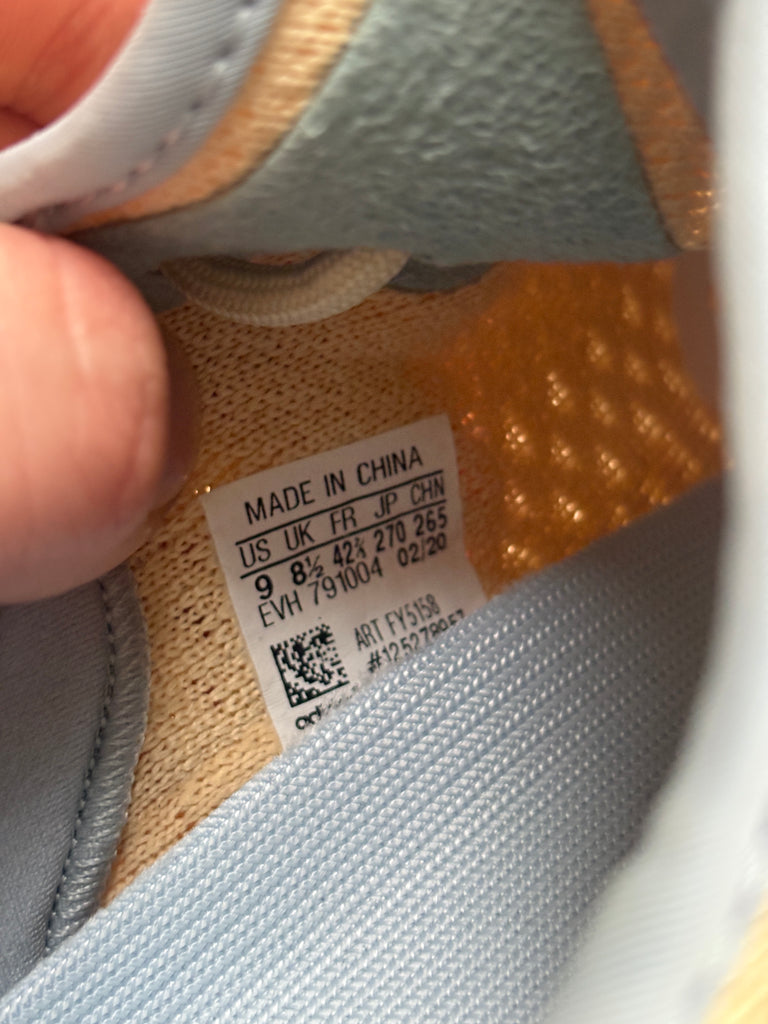 MADE IN CHINA
US UK FR JP CHN
9 8½ 42⅔ 270 265
EVH 791004 02/20
ART FY5158